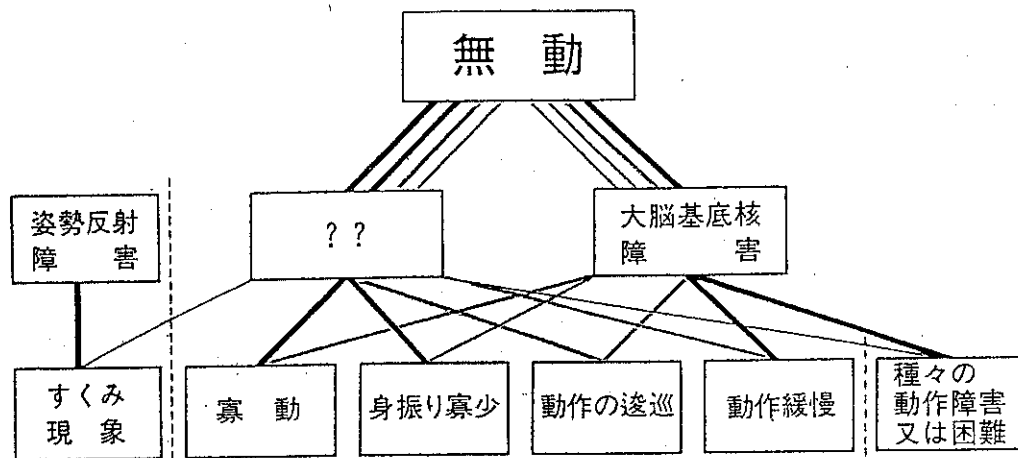 無動
姿勢反射
障害
??
大脳基底核
障害
すくみ
現象
寡動
身振り寡少
動作の逡巡
動作緩慢
種々の
動作障害
又は困難